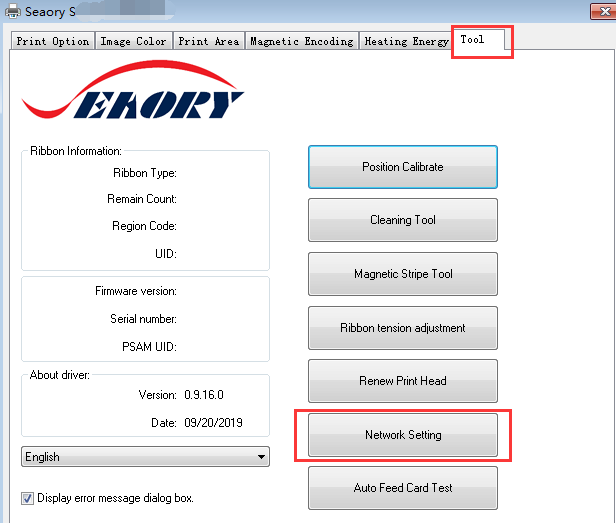 Seaory S
Print Option Image Color Print Area Magnetic Encoding Heating Energy Tool
SEAORY
Ribbon Information:
Ribbon Type:
Remain Count:
Region Code:
UID:
Firmware version:
Serial number:
PSAM UID:
About driver:
Version: 0.9.16.0
Date: 09/20/2019
English
Display error message dialog box.
Position Calibrate
Cleaning Tool
Magnetic Stripe Tool
Ribbon tension adjustment
Renew Print Head
Network Setting
Auto Feed Card Test